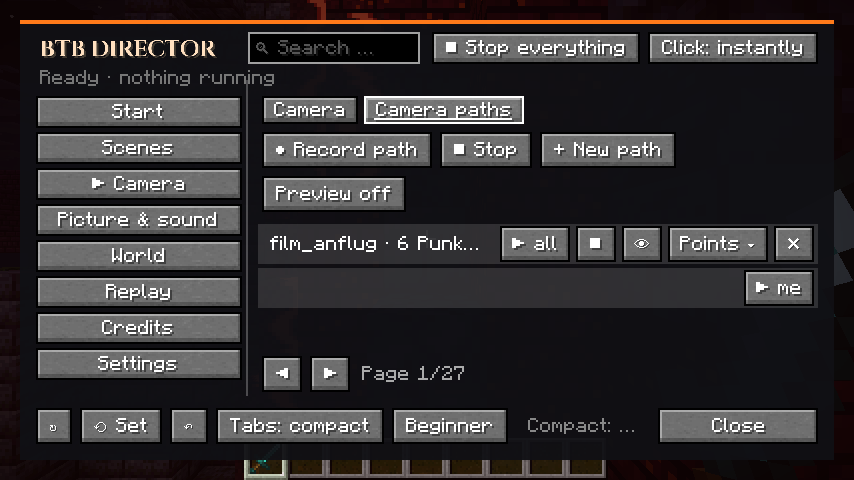 BTB DIRECTOR Search ... Stop everything Click: instantly
Ready · nothing running
Start
Scenes
Camera
Picture & sound
World
Replay
Credits
Settings
Camera Camera paths
Record path Stop + New path
Preview off
film_anflug · 6 Punk... all Points
me
Page 1/27
Set Tabs: compact Beginner Compact: ... Close